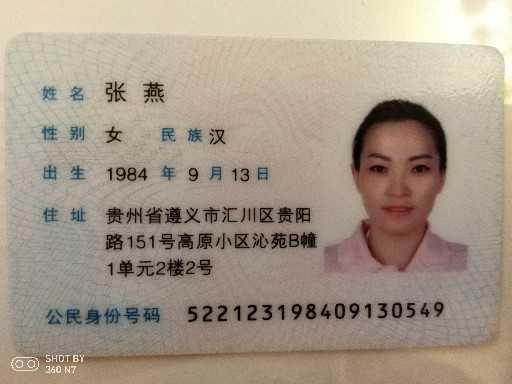 姓名 张燕
性别 女 民族 汉
出生 1984 年 9 月 13 日
住址 贵州省遵义市汇川区贵阳
路151号高原小区沁苑B幢
1单元2楼2号
公民身份号码 522123198409130549
SHOT BY
360 N7